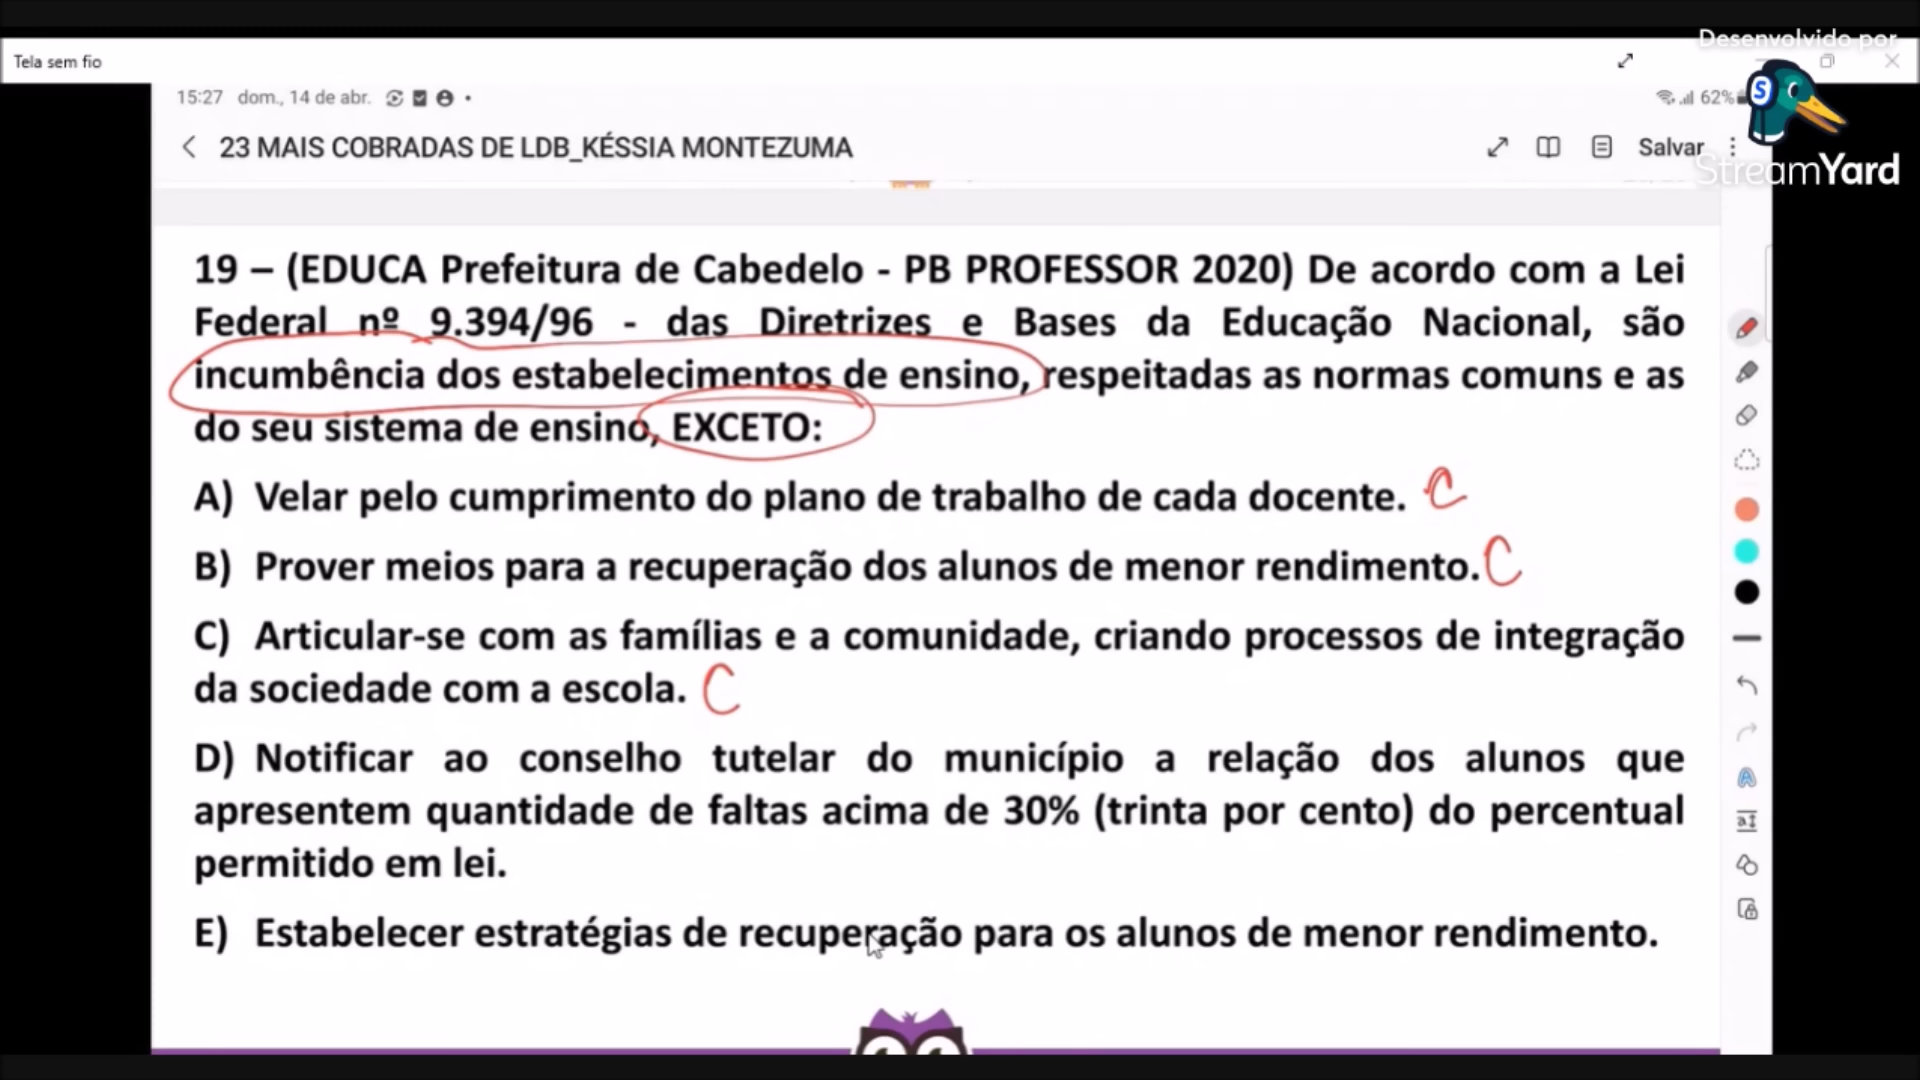 Desenvolvido por
Tela sem fio
15:27 dom., 14 de abr.
62%
23 MAIS COBRADAS DE LDB_KÉSSIA MONTEZUMA
Salvar
StreamYard
19 – (EDUCA Prefeitura de Cabedelo - PB PROFESSOR 2020) De acordo com a Lei
Federal nº 9.394/96 - das Diretrizes e Bases da Educação Nacional, são
incumbência dos estabelecimentos de ensino, respeitadas as normas comuns e as
do seu sistema de ensino, EXCETO:
A) Velar pelo cumprimento do plano de trabalho de cada docente. C
B) Prover meios para a recuperação dos alunos de menor rendimento. C
C) Articular-se com as famílias e a comunidade, criando processos de integração
da sociedade com a escola. C
D) Notificar ao conselho tutelar do município a relação dos alunos que
apresentem quantidade de faltas acima de 30% (trinta por cento) do percentual
permitido em lei.
E) Estabelecer estratégias de recuperação para os alunos de menor rendimento.